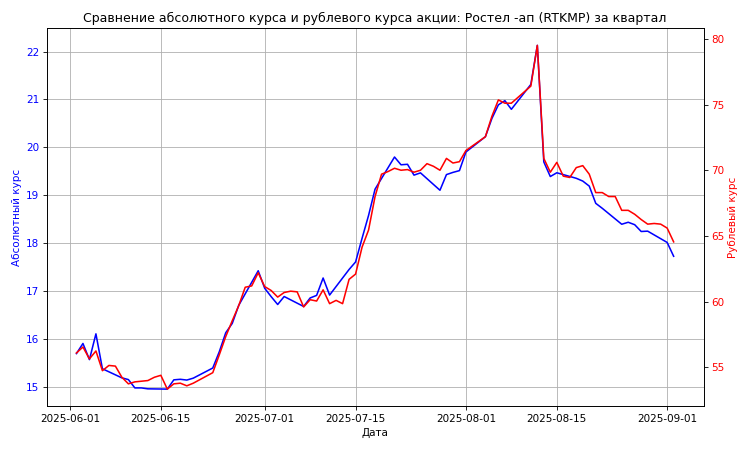 Сравнение абсолютного курса и рублевого курса акции: Ростел -ап (RTKMP) за квартал
Абсолютный курс
22
21
20
19
18
17
16
15
80
75
70
65
60
55
Рублевый курс
2025-06-01 2025-06-15 2025-07-01 2025-07-15 2025-08-01 2025-08-15 2025-09-01
Дата